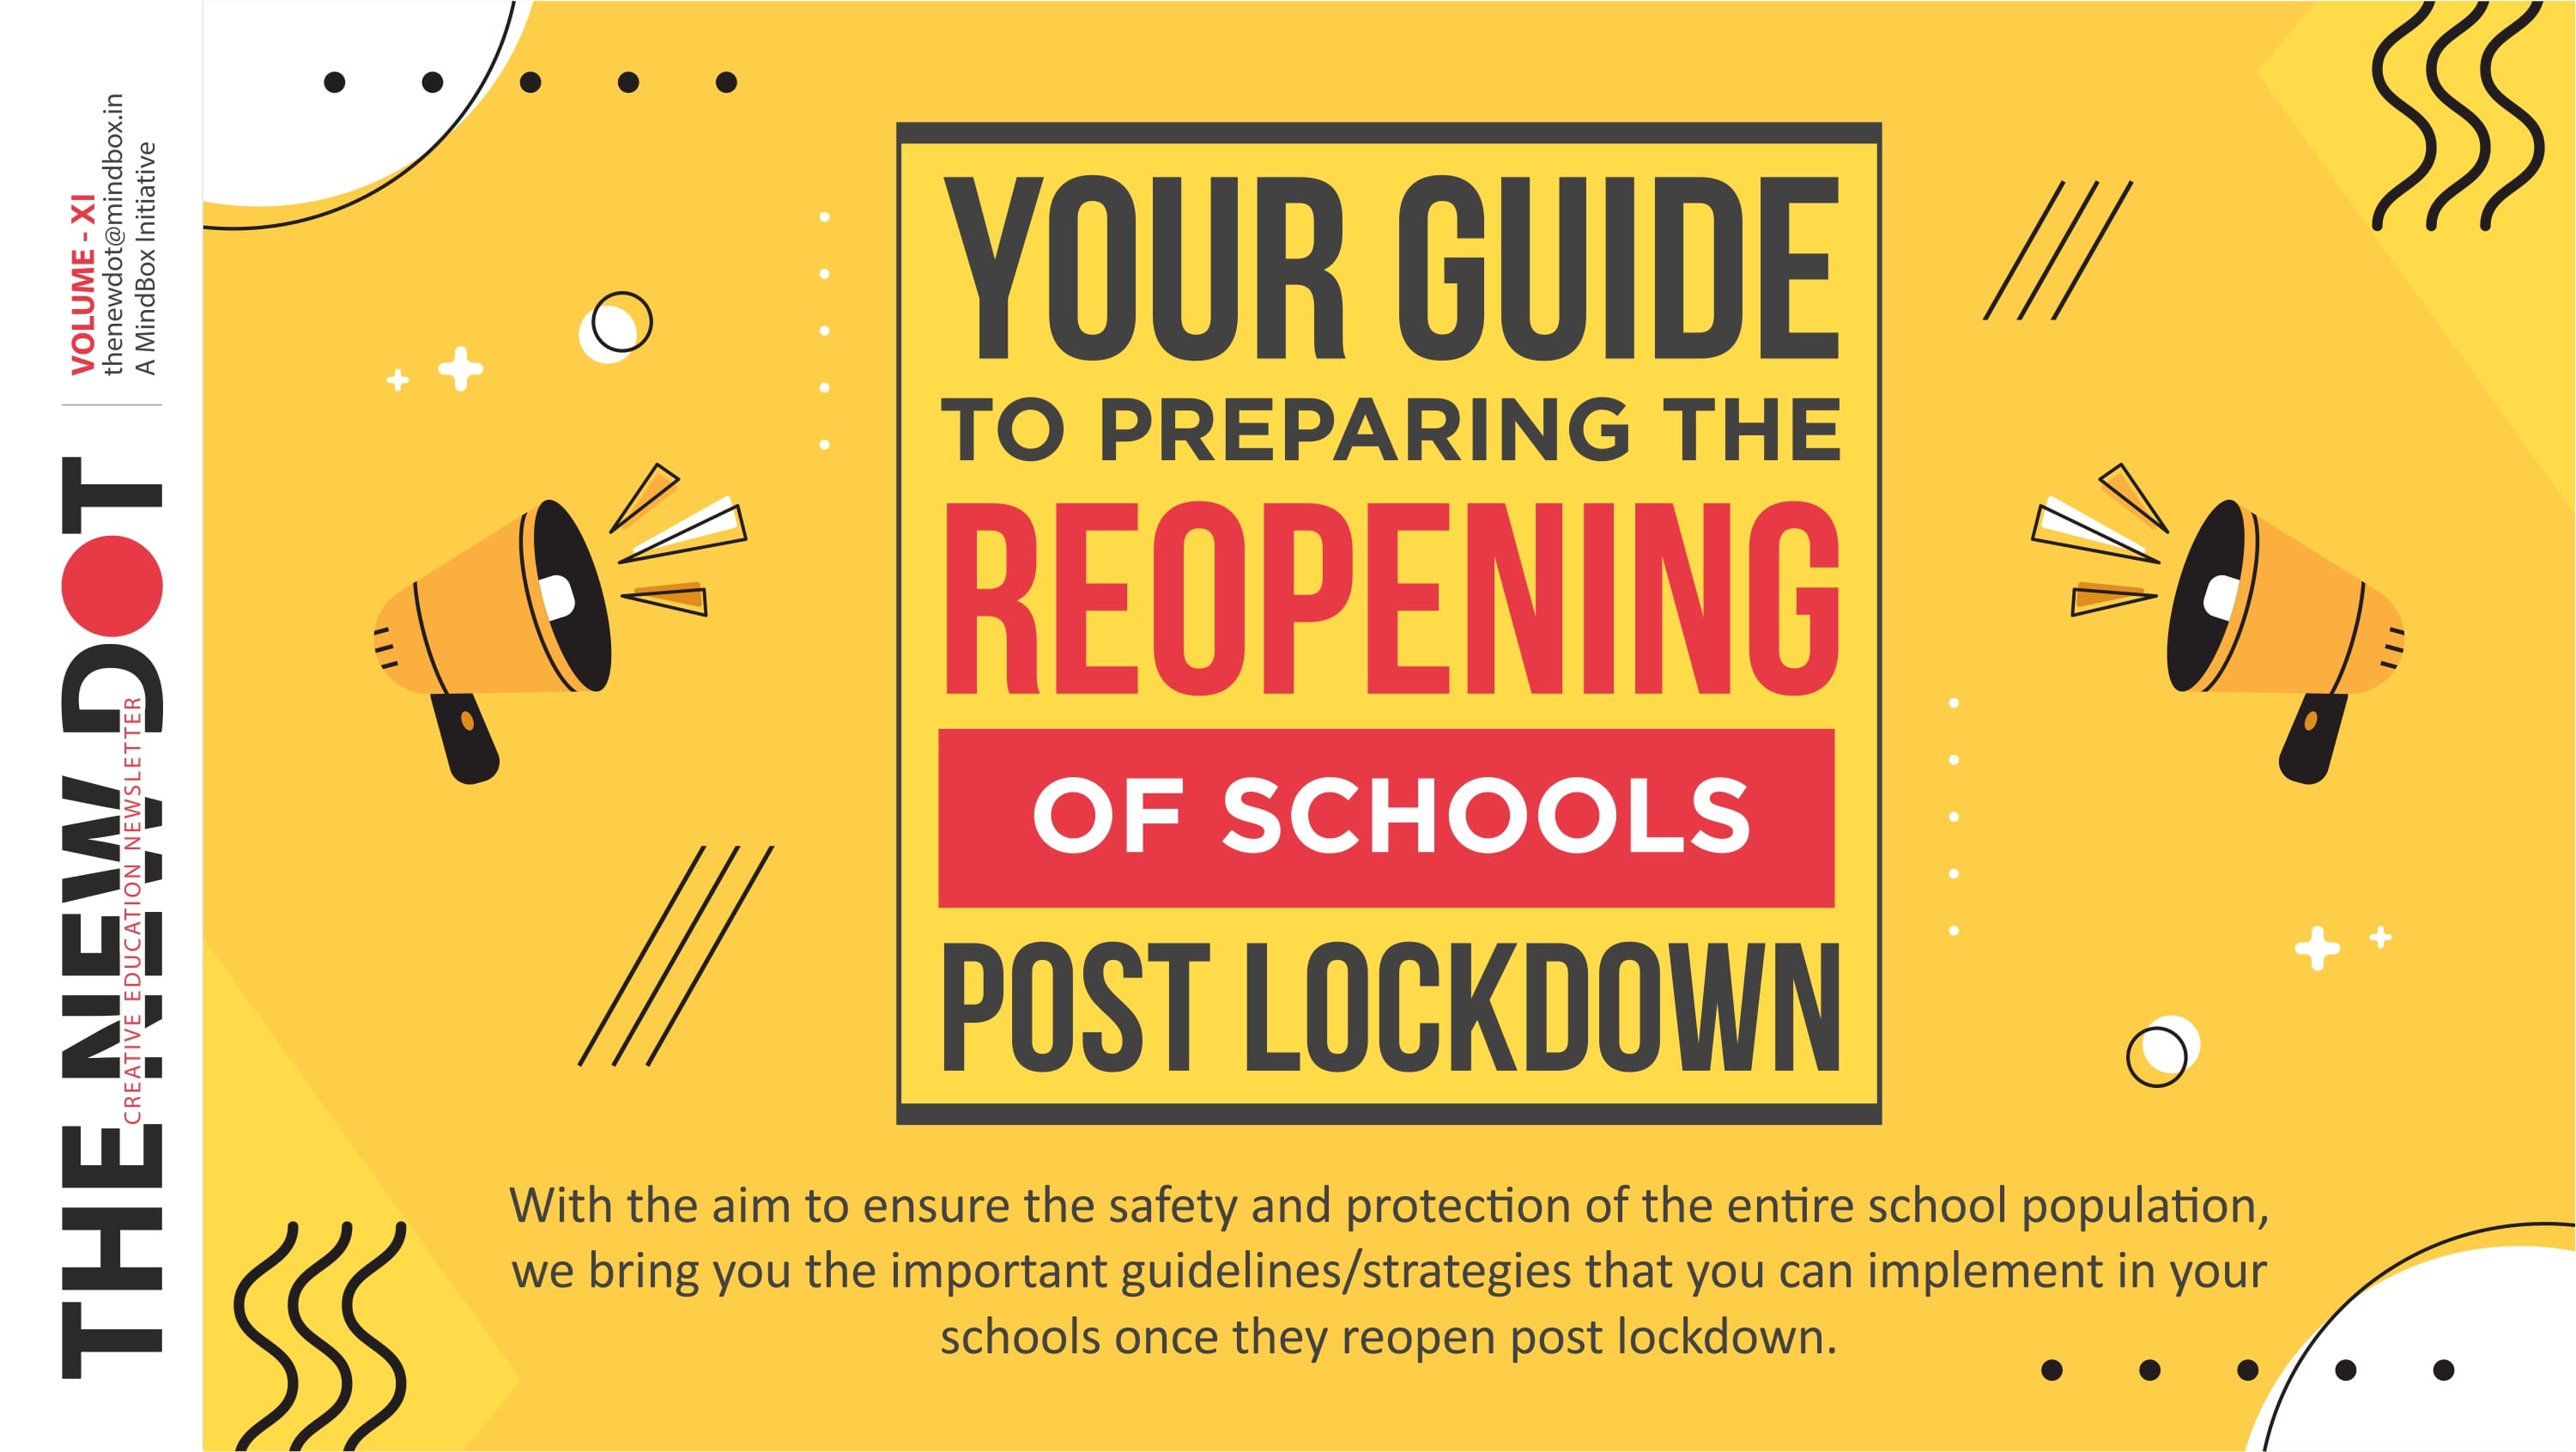 THE NEW DOT
CREATIVE EDUCATION NEWSLETTER
VOLUME - XI
thenewdot@mindbox.in
A MindBox Initiative
YOUR GUIDE
TO PREPARING THE
REOPENING
OF SCHOOLS
POST LOCKDOWN
With the aim to ensure the safety and protection of the entire school population,
we bring you the important guidelines/strategies that you can implement in your
schools once they reopen post lockdown.